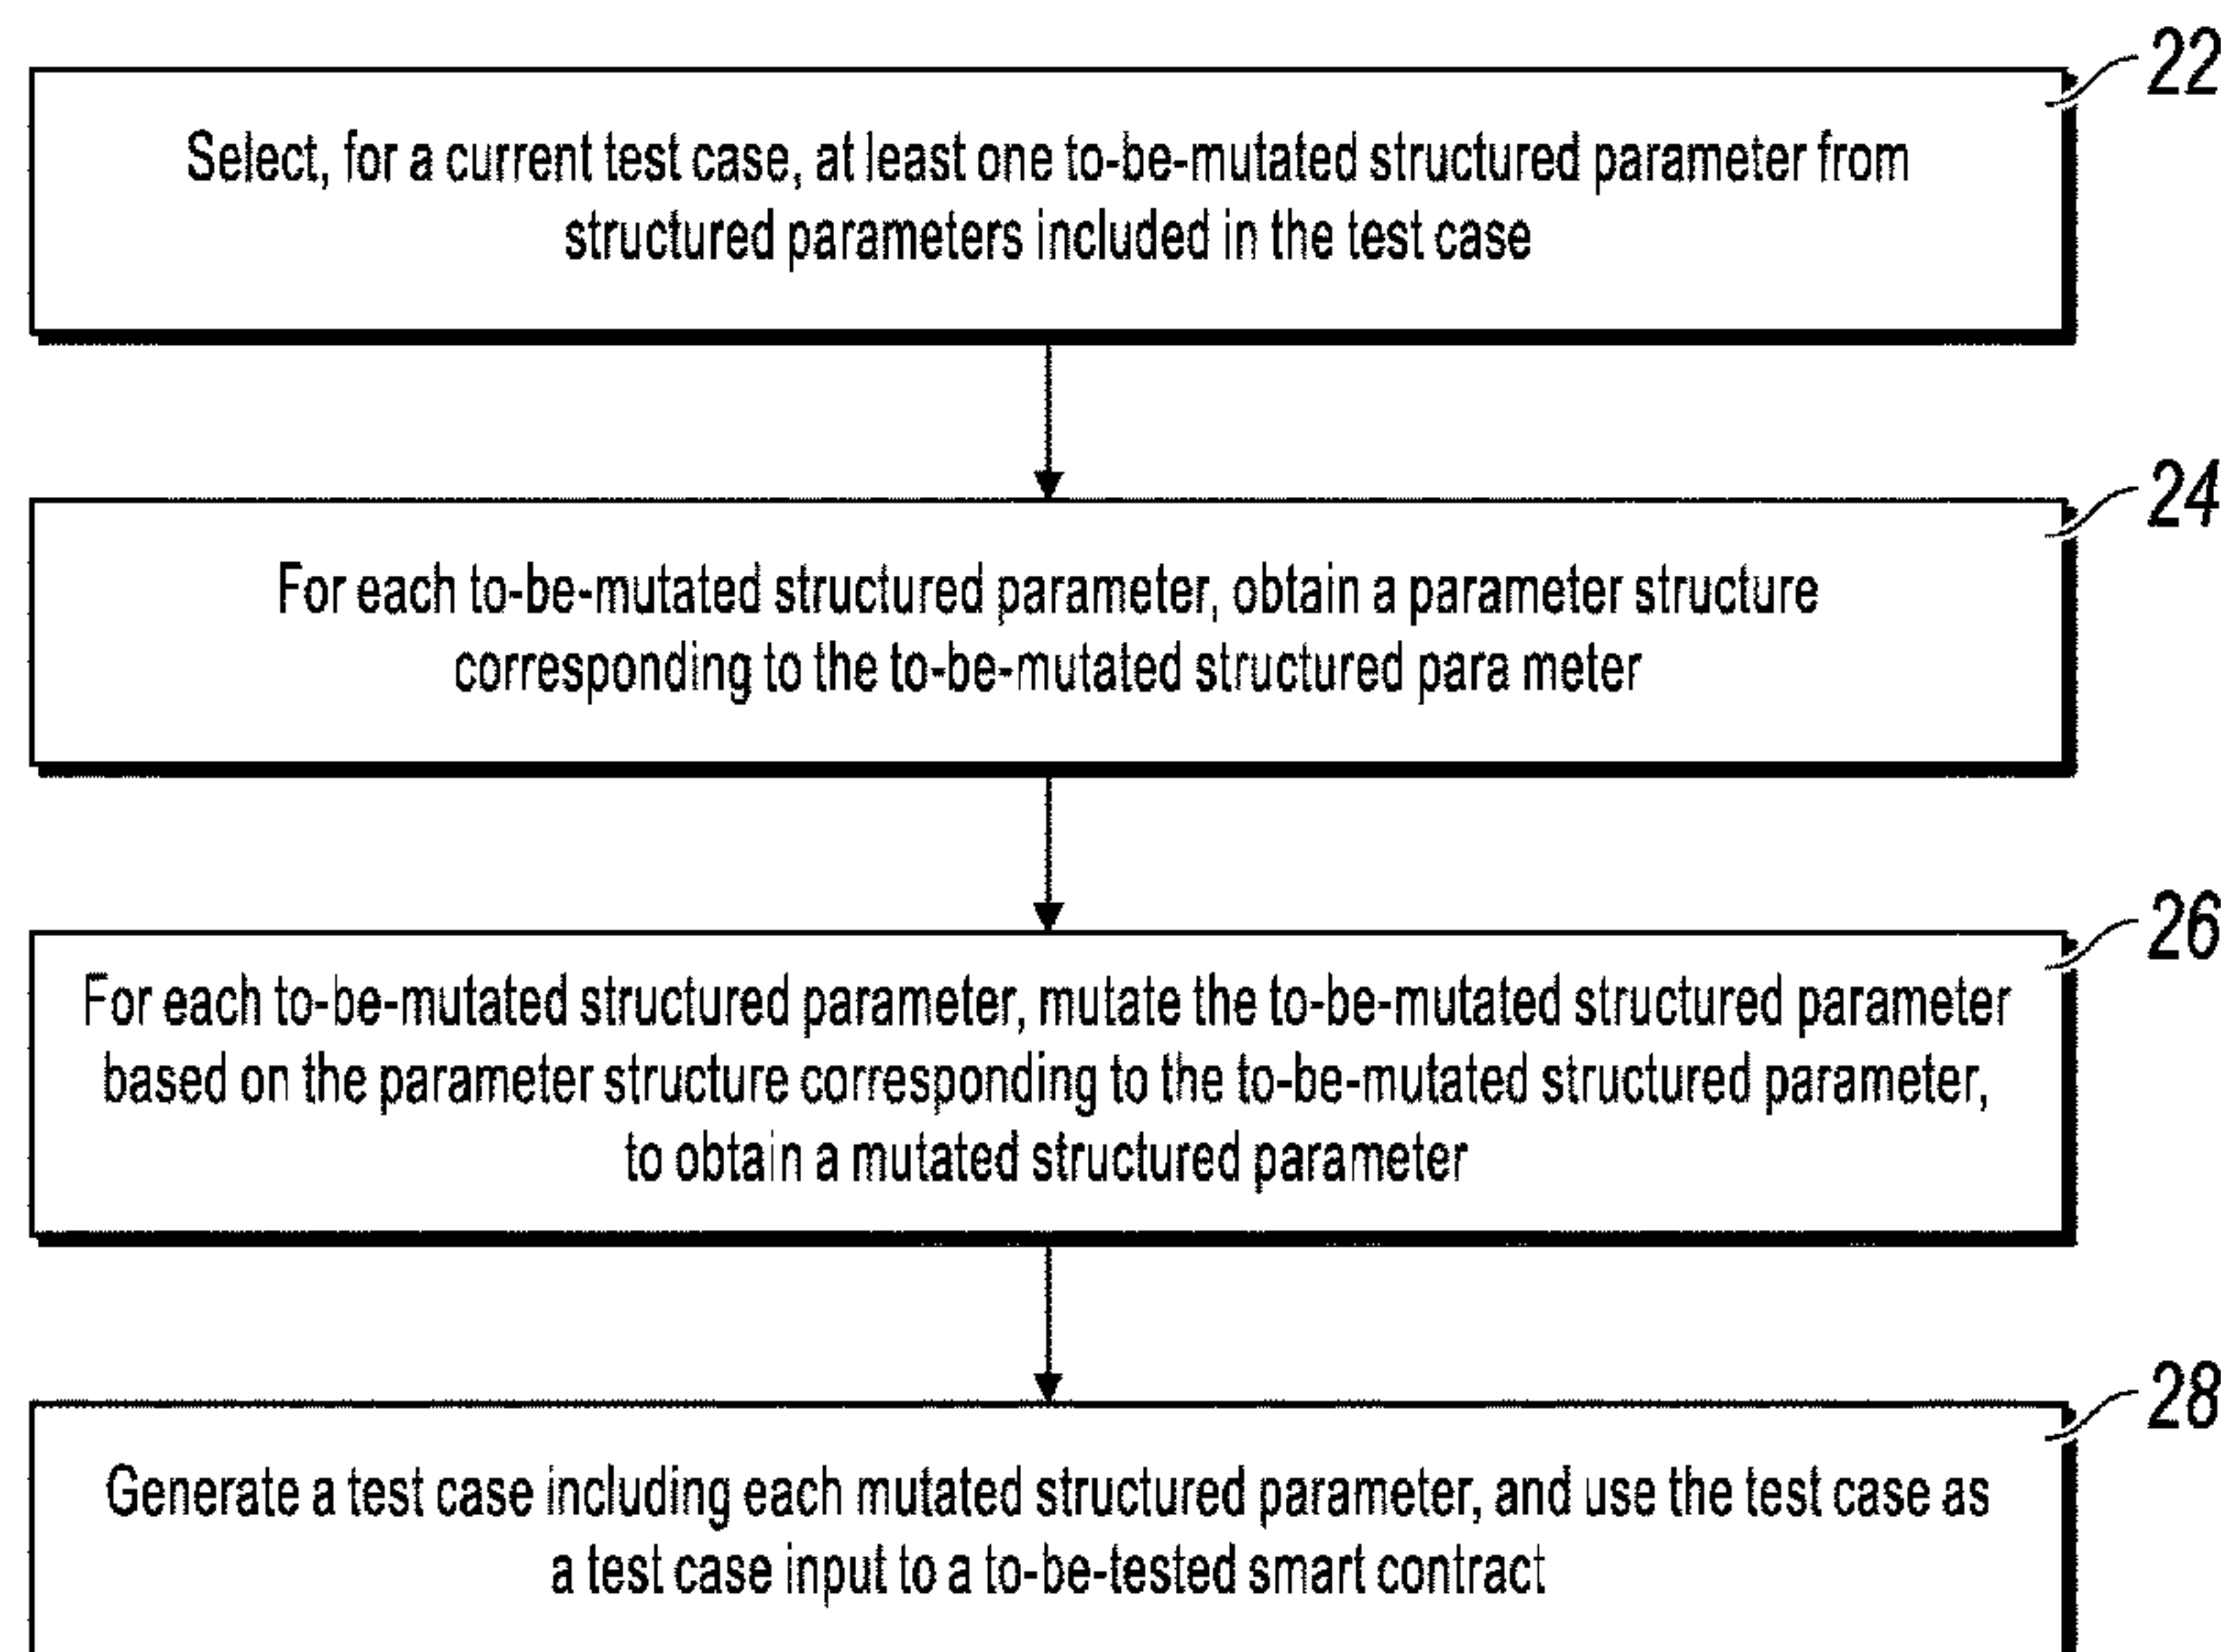 22
Select, for a current test case, at least one to-be-mutated structured parameter from
structured parameters included in the test case
24
For each to-be-mutated structured parameter, obtain a parameter structure
corresponding to the to-be-mutated structured para meter
26
For each to-be-mutated structured parameter, mutate the to-be-mutated structured parameter
based on the parameter structure corresponding to the to-be-mutated structured parameter,
to obtain a mutated structured parameter
28
Generate a test case including each mutated structured parameter, and use the test case as
a test case input to a to-be-tested smart contract